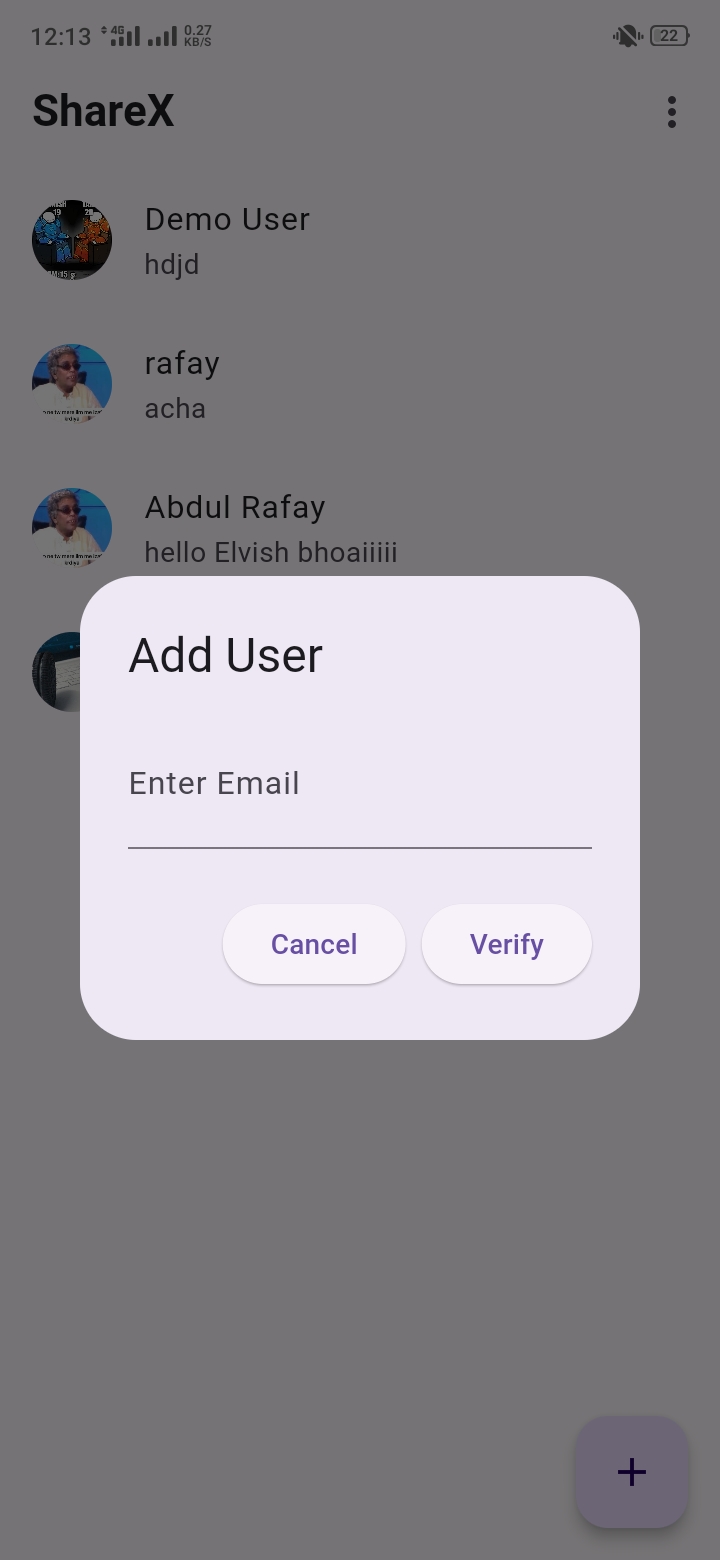 12:13 4G 0.27 KB/S 22
ShareX
Demo User
hdjd
rafay
acha
Abdul Rafay
hello Elvish bhoaiiiii
Add User
Enter Email
Cancel Verify